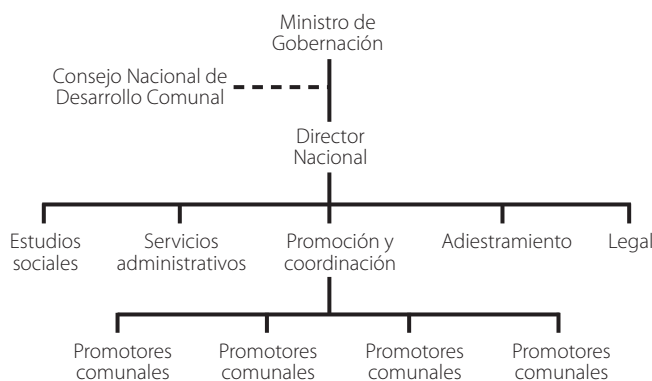 Ministro de
Gobernación
Consejo Nacional de
Desarrollo Comunal
Director
Nacional
Estudios
sociales
Servicios
administrativos
Promoción y
coordinación
Adiestramiento
Legal
Promotores
comunales
Promotores
comunales
Promotores
comunales
Promotores
comunales